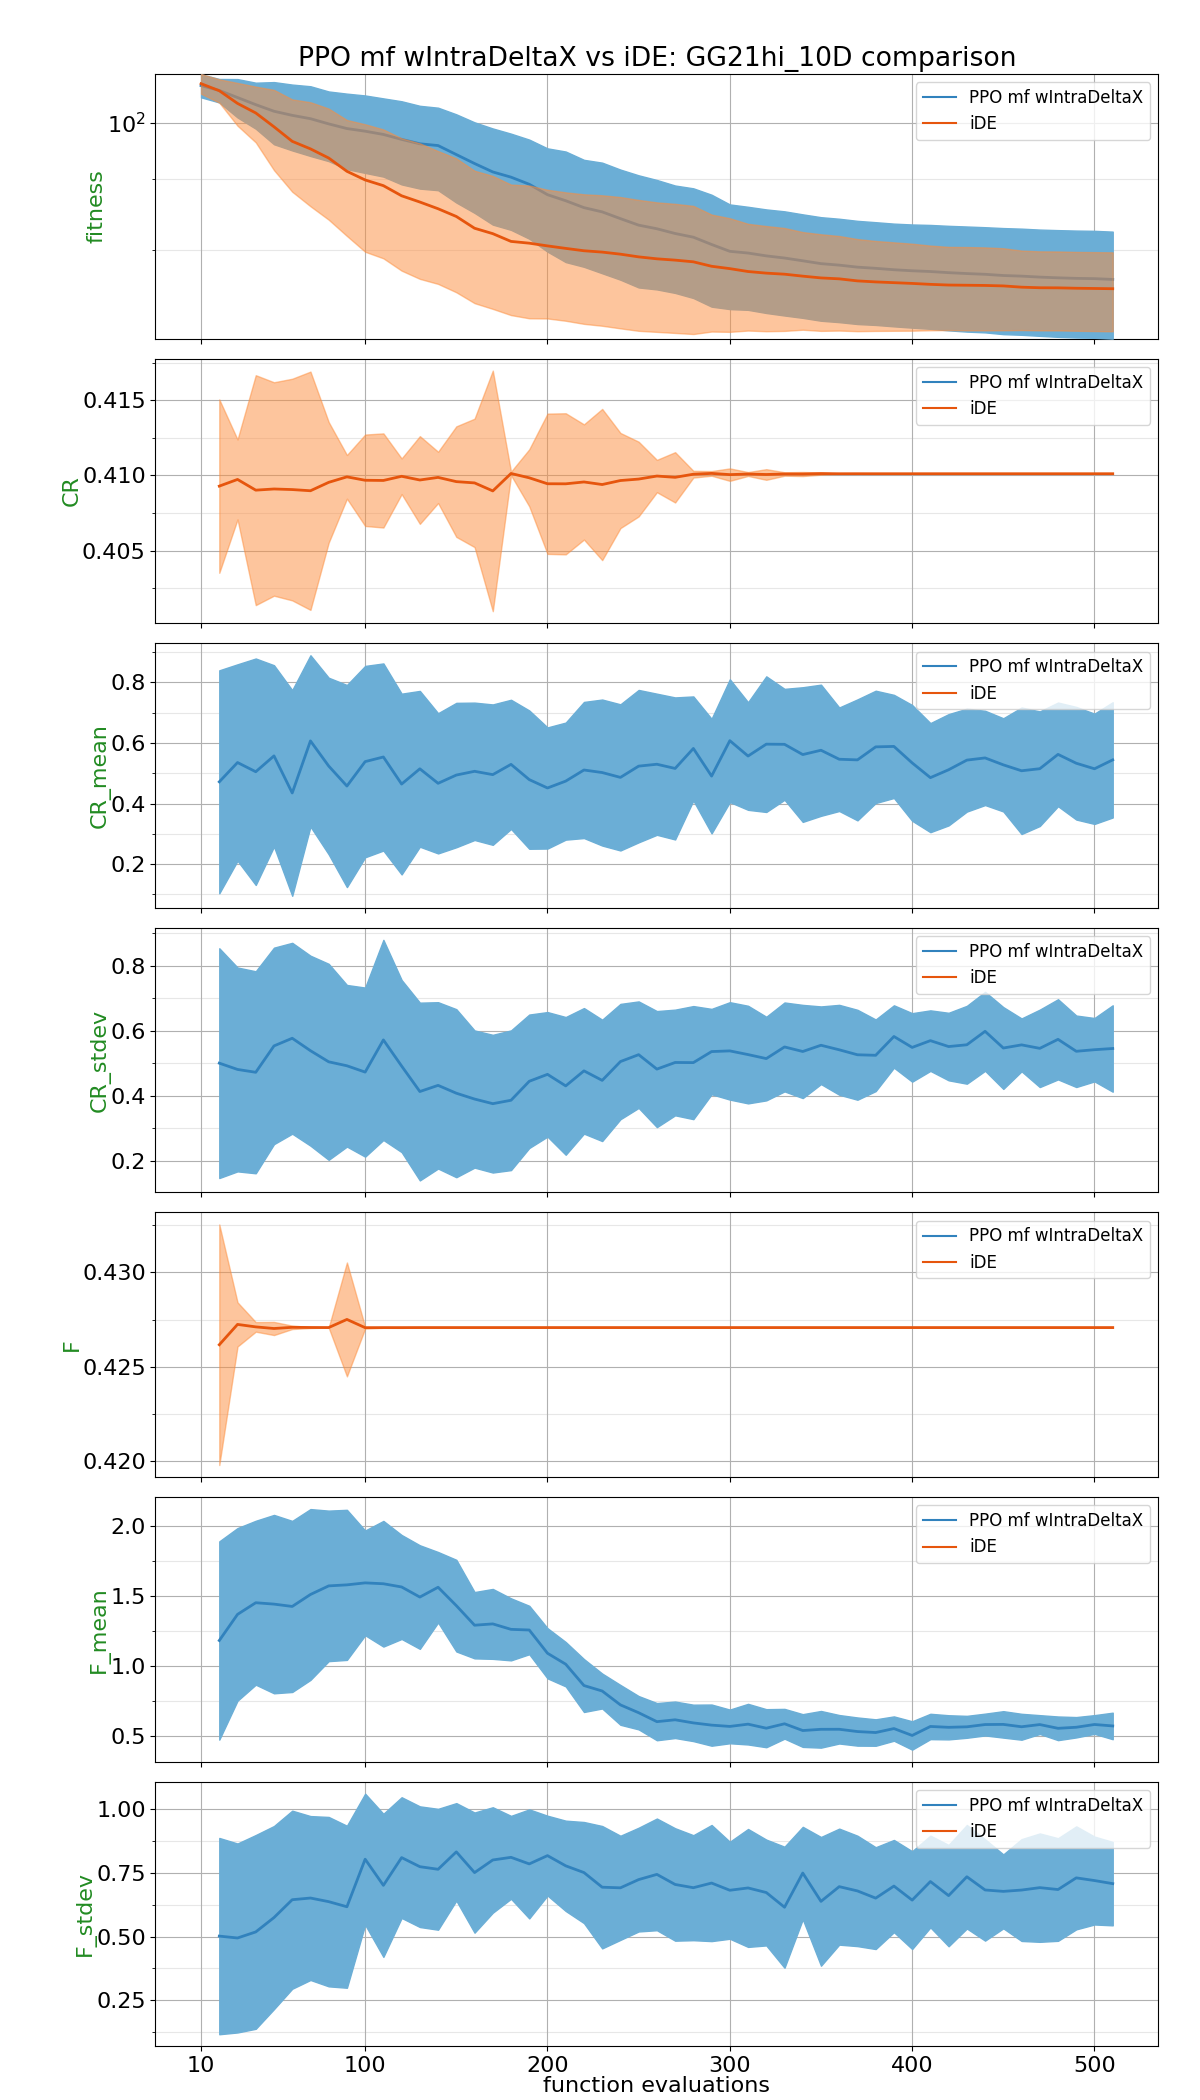 PPO mf wIntraDeltaX vs iDE: GG21hi_10D comparison
10²
fitness
PPO mf wIntraDeltaX
iDE
0.415
0.410
0.405
CR
PPO mf wIntraDeltaX
iDE
0.8
0.6
0.4
0.2
CR_mean
PPO mf wIntraDeltaX
iDE
0.8
0.6
0.4
0.2
CR_stdev
PPO mf wIntraDeltaX
iDE
0.430
0.425
0.420
F
PPO mf wIntraDeltaX
iDE
2.0
1.5
1.0
0.5
F_mean
PPO mf wIntraDeltaX
iDE
1.00
0.75
0.50
0.25
F_stdev
PPO mf wIntraDeltaX
iDE
10 100 200 300 400 500
function evaluations